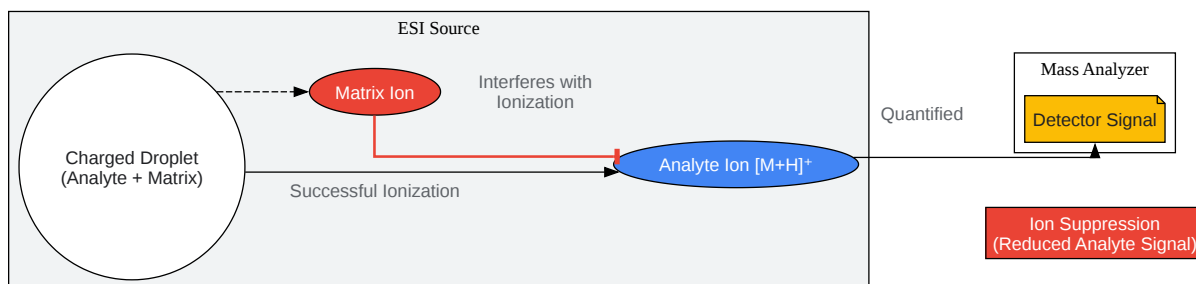 ESI Source
Charged Droplet
(Analyte + Matrix)
Matrix Ion
Interferes with
Ionization
Successful Ionization
Analyte Ion [M+H]⁺
Quantified
Mass Analyzer
Detector Signal
Ion Suppression
(Reduced Analyte Signal)